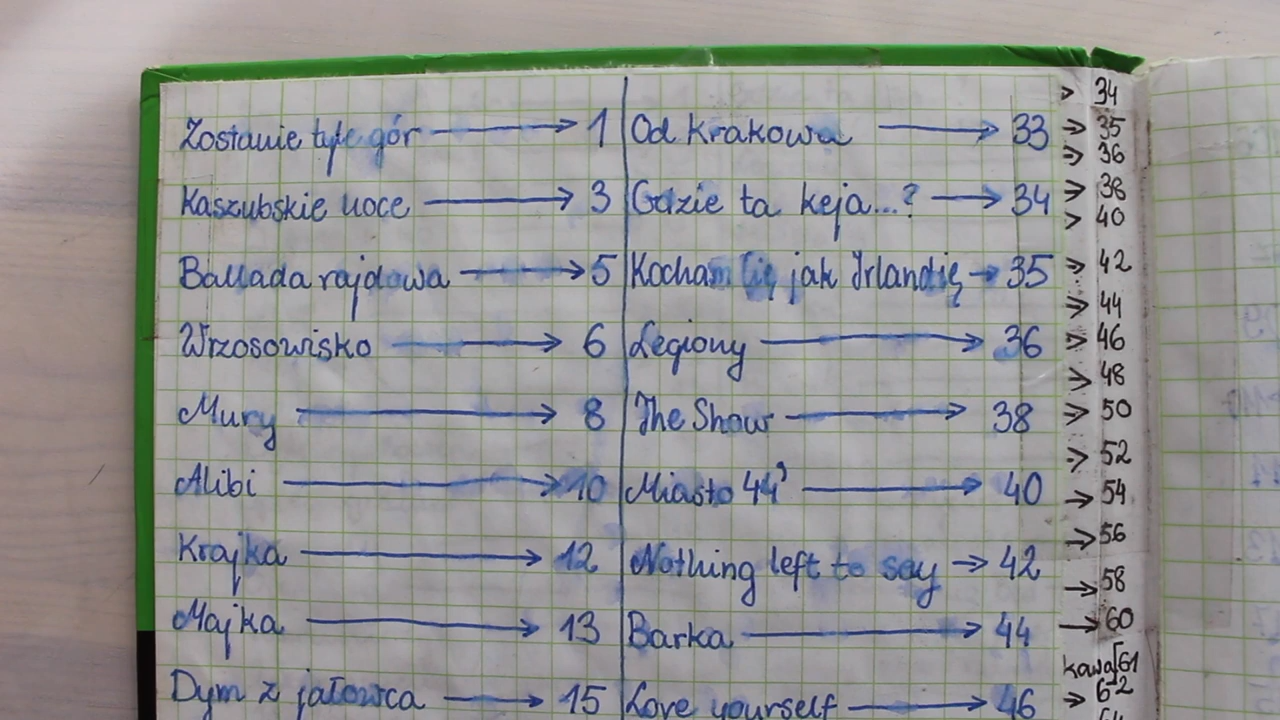 Zostanie tyle gór → 1
Kaszubskie noce → 3
Ballada rajdowa → 5
Wrzosowisko → 6
Mury → 8
Alibi → 10
Krajka → 12
Majka → 13
Dym z jałowca → 15
Od Krakowa → 33
Gdzie ta keja...? → 34
Kocham Cię jak Irlandię → 35
Legiony → 36
The Show → 38
Miasto 44' → 40
Nothing left to say → 42
Barka → 44
Love yourself → 46
→ 34
→ 35
→ 36
→ 38
→ 40
→ 42
→ 44
→ 46
→ 48
→ 50
→ 52
→ 54
→ 56
→ 58
→ 60
61
→ 62
64